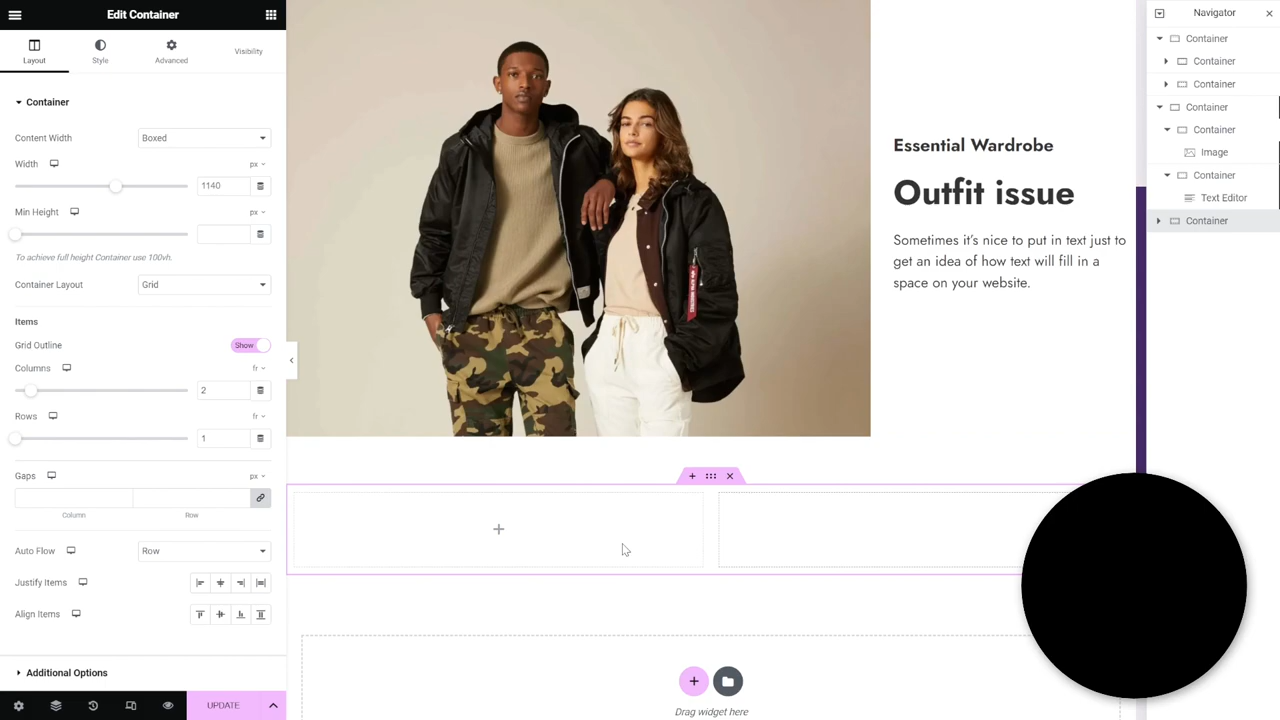 Edit Container
Layout
Style
Advanced
Visibility
Container
Content Width
Boxed
Width
px
1140
Min Height
px
To achieve full height Container use 100vh.
Container Layout
Grid
Items
Grid Outline
Show
Columns
fr
2
Rows
fr
1
Gaps
px
Column
Row
Auto Flow
Row
Justify Items
Align Items
Additional Options
UPDATE
Essential Wardrobe
Outfit issue
Sometimes it's nice to put in text just to
get an idea of how text will fill in a
space on your website.
Drag widget here
Navigator
Container
Container
Container
Container
Container
Image
Container
Text Editor
Container